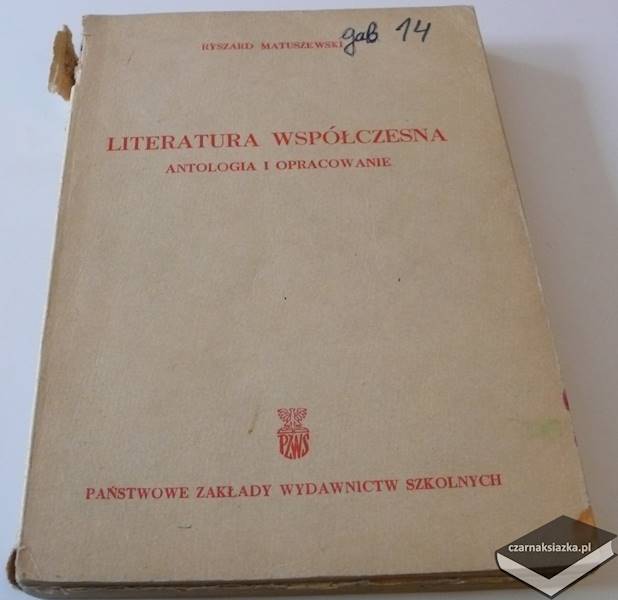 RYSZARD MATUSZEWSKI gab 14
LITERATURA WSPÓŁCZESNA
ANTOLOGIA I OPRACOWANIE
PZWS
PAŃSTWOWE ZAKŁADY WYDAWNICTW SZKOLNYCH
czarnaksiazka.pl